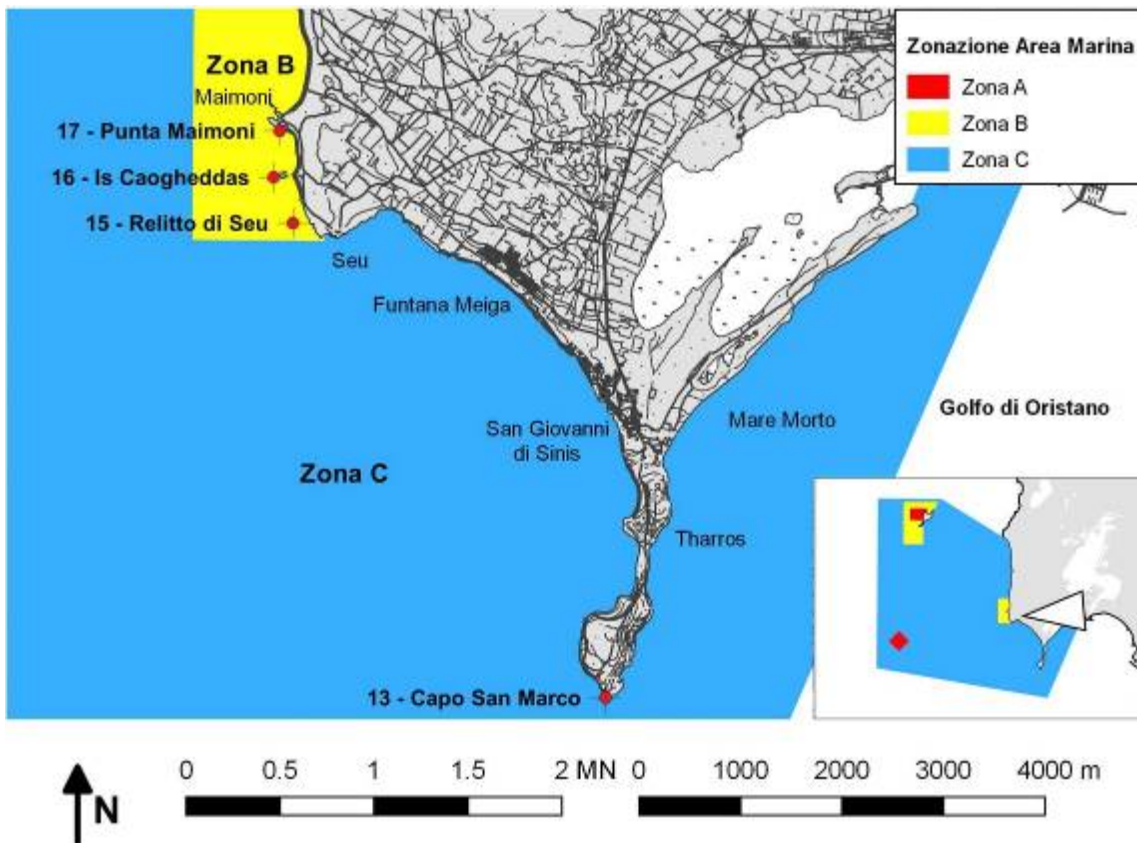 Zonazione Area Marina
Zona A
Zona B
Zona C
Zona B
Maimoni
17 - Punta Maimoni
16 - Is Caogheddas
15 - Relitto di Seu
Seu
Funtana Meiga
San Giovanni
di Sinis
Mare Morto
Golfo di Oristano
Zona C
Tharros
13 - Capo San Marco
N
0 0.5 1 1.5 2 MN
0 1000 2000 3000 4000 m